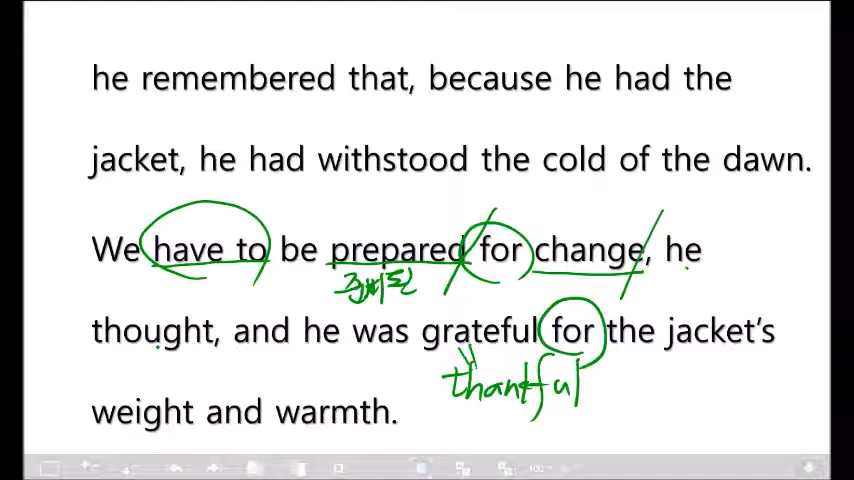 he remembered that, because he had the
jacket, he had withstood the cold of the dawn.
We have to be prepared for change, he
준비된
thought, and he was grateful for the jacket's
thankful
weight and warmth.